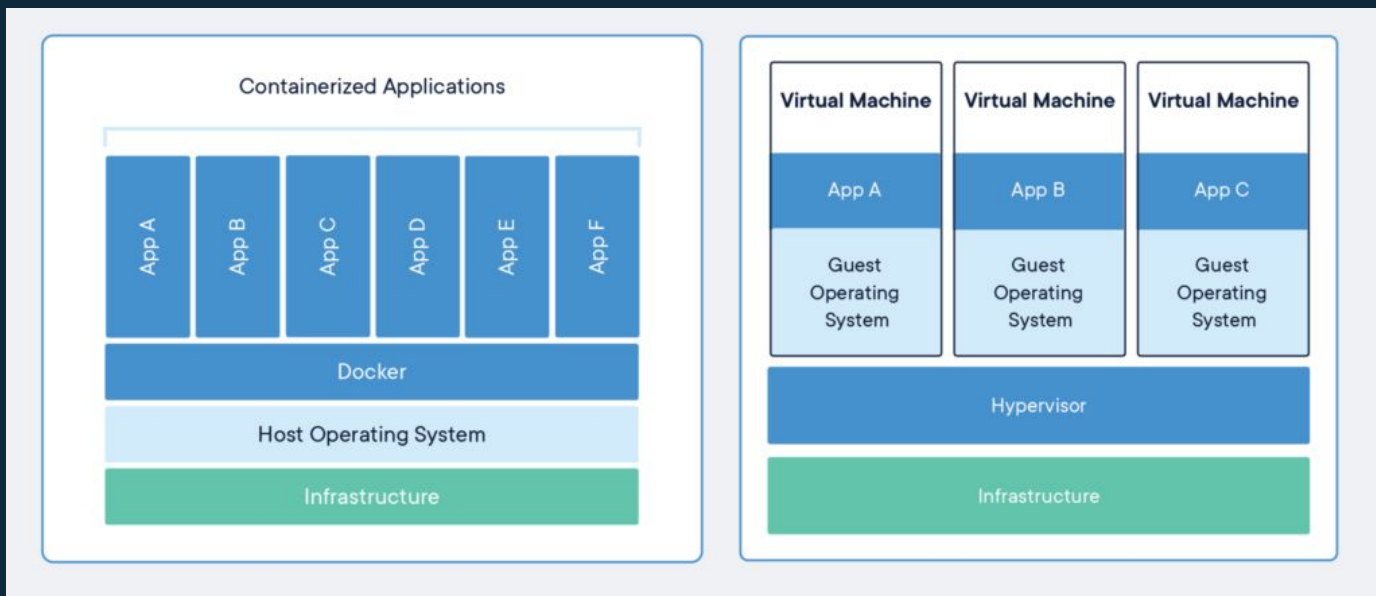 Containerized Applications
App A
App B
App C
App D
App E
App F
Docker
Host Operating System
Infrastructure
Virtual Machine
App A
Guest
Operating
System
Virtual Machine
App B
Guest
Operating
System
Virtual Machine
App C
Guest
Operating
System
Hypervisor
Infrastructure